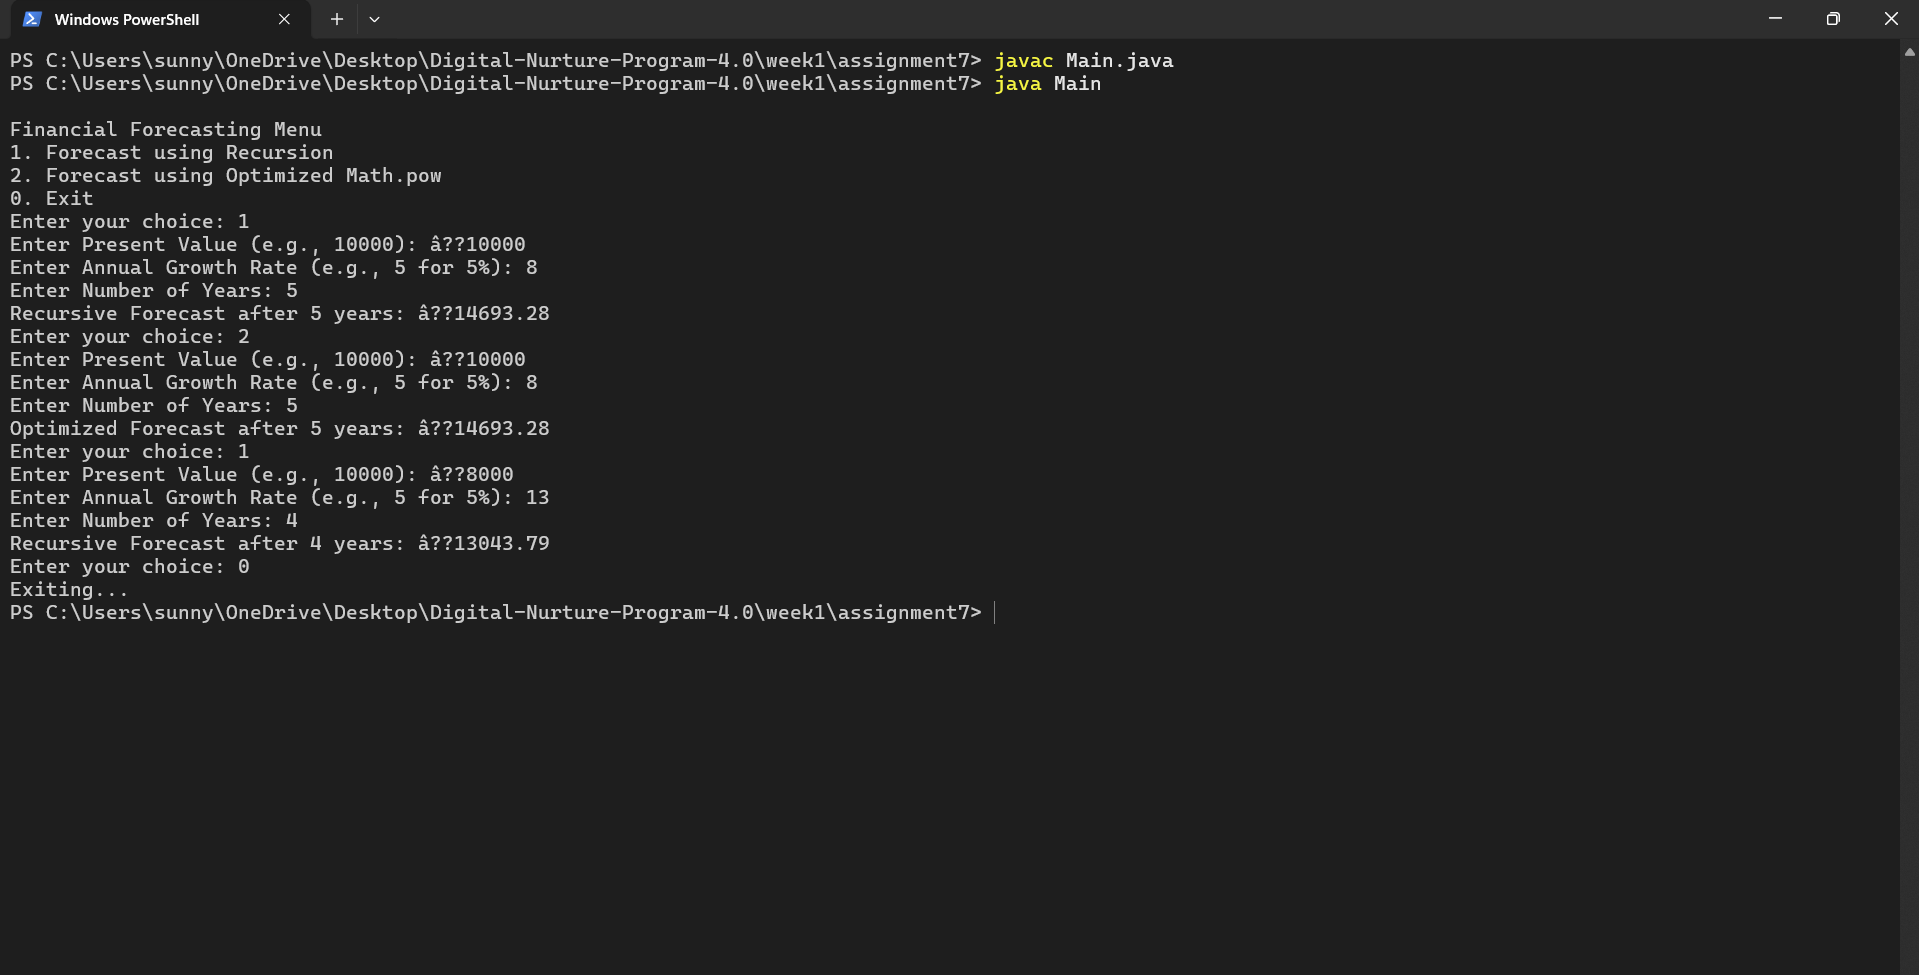 Windows PowerShell
PS C:\Users\sunny\OneDrive\Desktop\Digital-Nurture-Program-4.0\week1\assignment7> javac Main.java
PS C:\Users\sunny\OneDrive\Desktop\Digital-Nurture-Program-4.0\week1\assignment7> java Main
Financial Forecasting Menu
1. Forecast using Recursion
2. Forecast using Optimized Math.pow
0. Exit
Enter your choice: 1
Enter Present Value (e.g., 10000): â??10000
Enter Annual Growth Rate (e.g., 5 for 5%): 8
Enter Number of Years: 5
Recursive Forecast after 5 years: â??14693.28
Enter your choice: 2
Enter Present Value (e.g., 10000): â??10000
Enter Annual Growth Rate (e.g., 5 for 5%): 8
Enter Number of Years: 5
Optimized Forecast after 5 years: â??14693.28
Enter your choice: 1
Enter Present Value (e.g., 10000): â??8000
Enter Annual Growth Rate (e.g., 5 for 5%): 13
Enter Number of Years: 4
Recursive Forecast after 4 years: â??13043.79
Enter your choice: 0
Exiting...
PS C:\Users\sunny\OneDrive\Desktop\Digital-Nurture-Program-4.0\week1\assignment7>